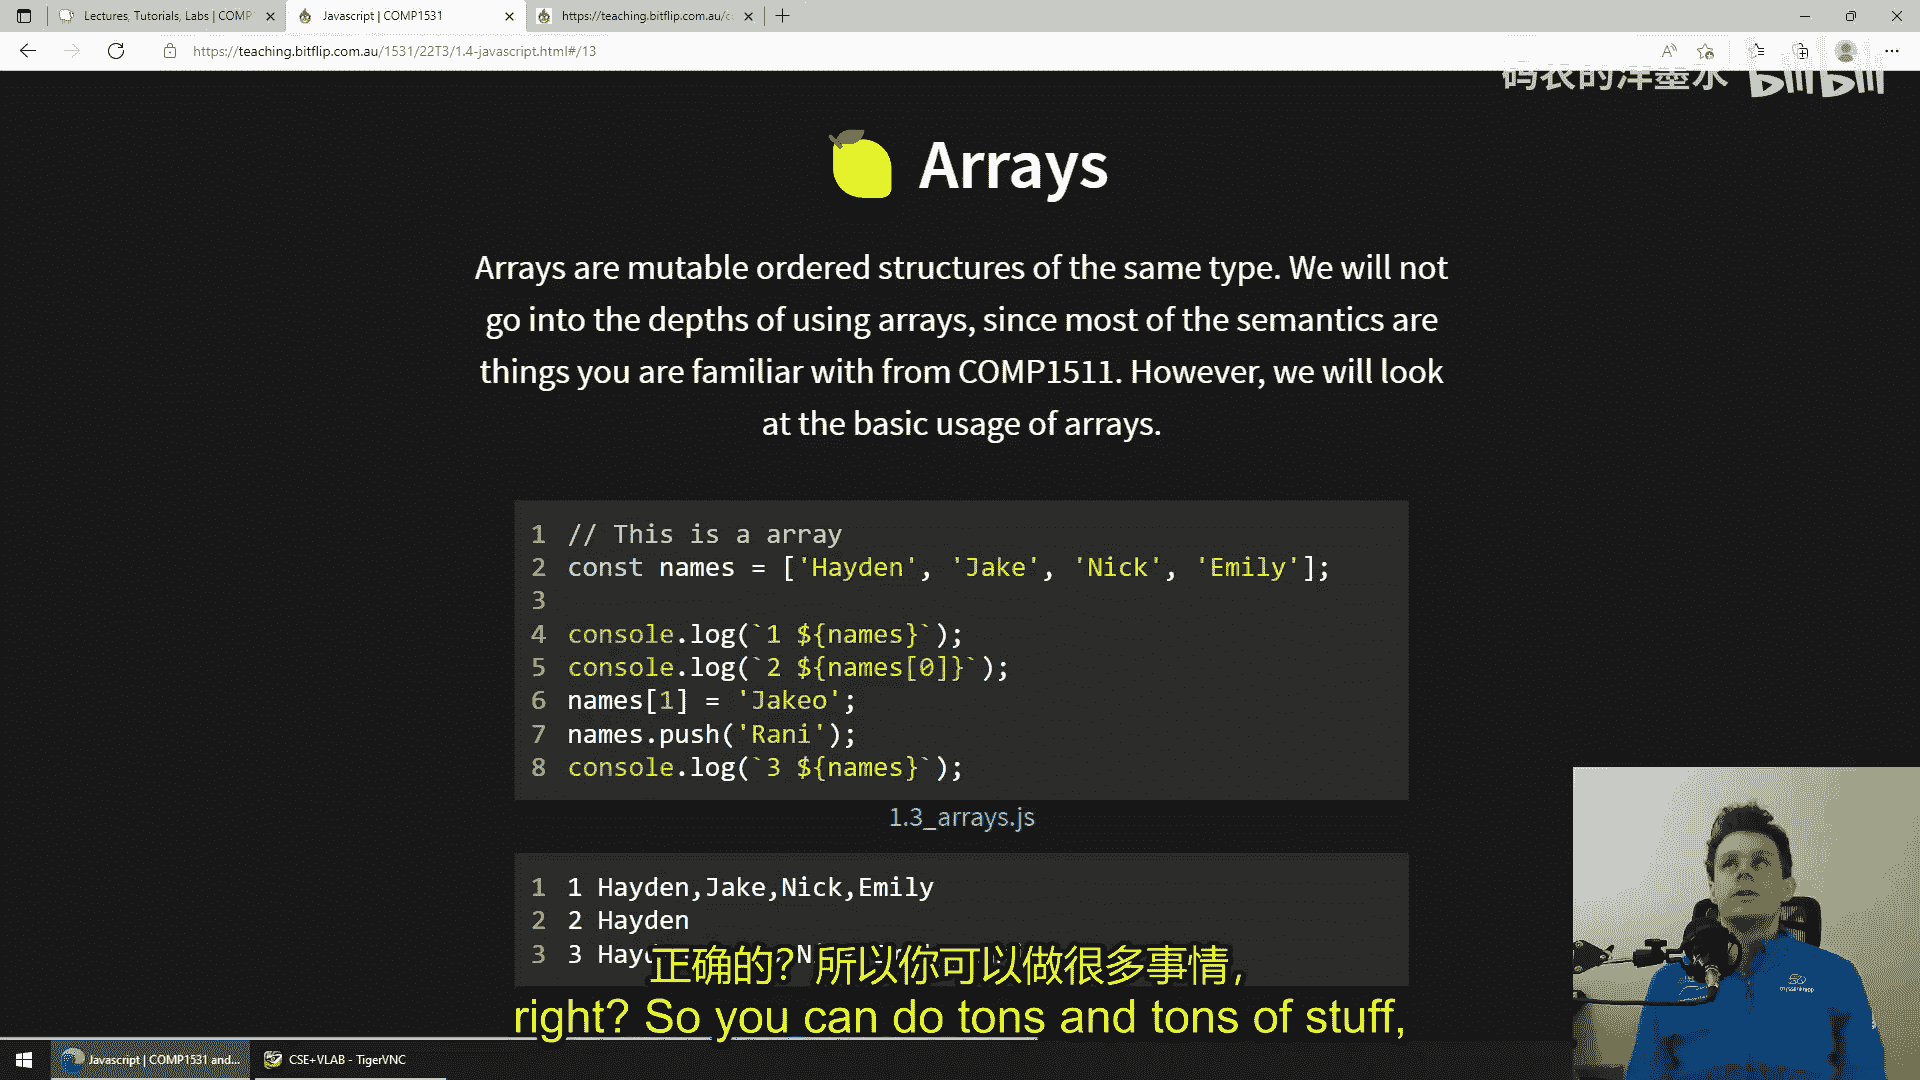 Lectures, Tutorials, Labs | COMP
Javascript | COMP1531
https://teaching.bitflip.com.au/
https://teaching.bitflip.com.au/1531/22T3/1.4-javascript.html#/13
码农的洋墨水 bilibili
Arrays
Arrays are mutable ordered structures of the same type. We will not
go into the depths of using arrays, since most of the semantics are
things you are familiar with from COMP1511. However, we will look
at the basic usage of arrays.
1 // This is a array
2 const names = ['Hayden', 'Jake', 'Nick', 'Emily'];
3
4 console.log(`1 ${names}`);
5 console.log(`2 ${names[0]}`);
6 names[1] = 'Jakeo';
7 names.push('Rani');
8 console.log(`3 ${names}`);
1.3_arrays.js
1 1 Hayden,Jake,Nick,Emily
2 2 Hayden
3 3
正确的？所以你可以做很多事情，
right? So you can do tons and tons of stuff,
Javascript | COMP1531 and...
CSE+VLAB - TigerVNC